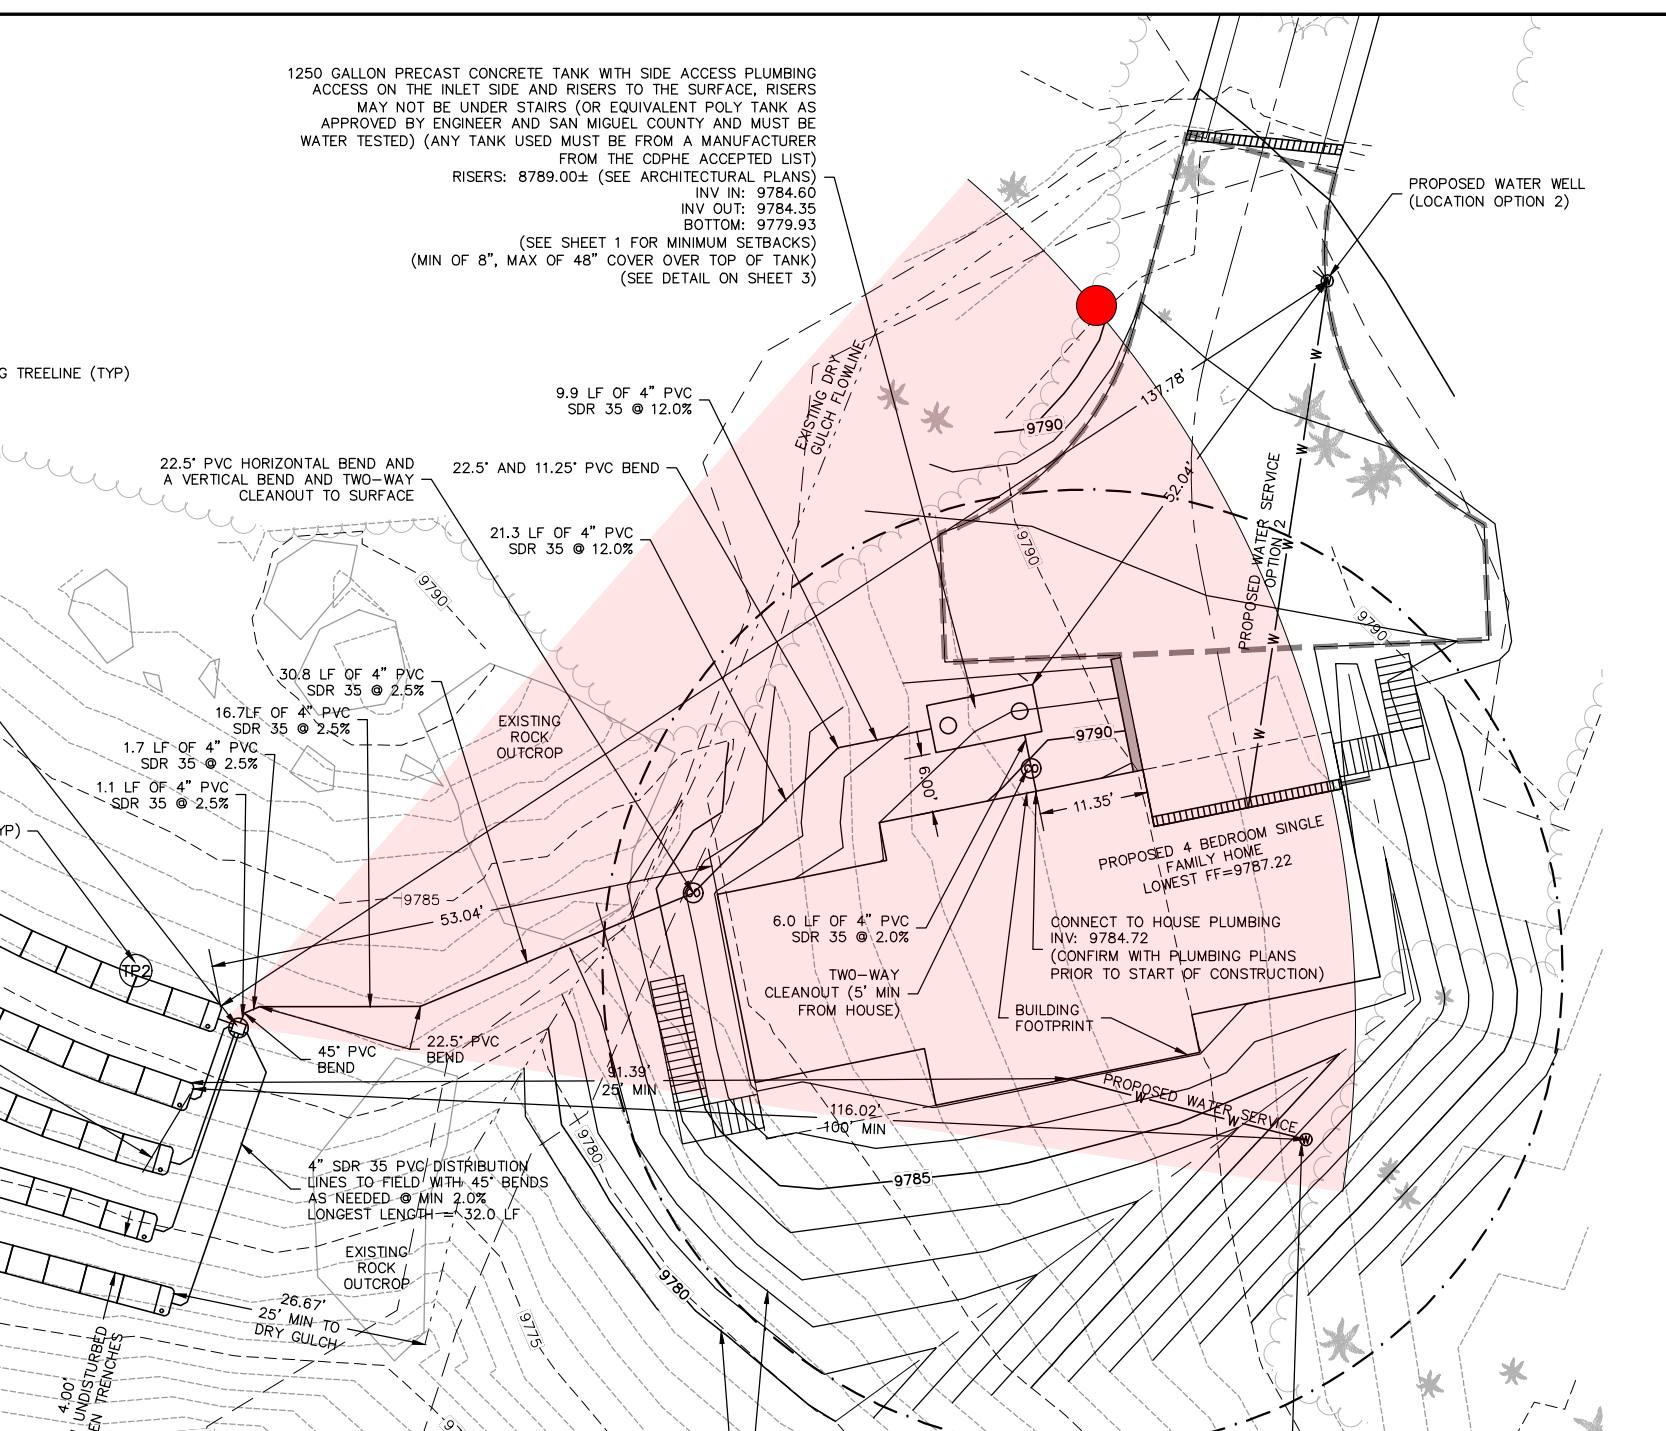 1250 GALLON PRECAST CONCRETE TANK WITH SIDE ACCESS PLUMBING
ACCESS ON THE INLET SIDE AND RISERS TO THE SURFACE, RISERS
MAY NOT BE UNDER STAIRS (OR EQUIVALENT POLY TANK AS
APPROVED BY ENGINEER AND SAN MIGUEL COUNTY AND MUST BE
WATER TESTED) (ANY TANK USED MUST BE FROM A MANUFACTURER
FROM THE CDPHE ACCEPTED LIST)
RISERS: 8789.00± (SEE ARCHITECTURAL PLANS)
INV IN: 9784.60
INV OUT: 9784.35
BOTTOM: 9779.93
(SEE SHEET 1 FOR MINIMUM SETBACKS)
(MIN OF 8", MAX OF 48" COVER OVER TOP OF TANK)
(SEE DETAIL ON SHEET 3)
PROPOSED WATER WELL
(LOCATION OPTION 2)
G TREELINE (TYP)
EXISTING DRY
GULCH FLOWLINE
9.9 LF OF 4" PVC
SDR 35 @ 12.0%
137.78'
W
9790
22.5° PVC HORIZONTAL BEND AND
A VERTICAL BEND AND TWO-WAY
CLEANOUT TO SURFACE
22.5° AND 11.25° PVC BEND
52.04'
W
21.3 LF OF 4" PVC
SDR 35 @ 12.0%
9790
PROPOSED WATER SERVICE
OPTION 2
W
9790
9790
W
30.8 LF OF 4" PVC
SDR 35 @ 2.5%
16.7LF OF 4" PVC
SDR 35 @ 2.5%
EXISTING
ROCK
OUTCROP
1.7 LF OF 4" PVC
SDR 35 @ 2.5%
9790
W
1.1 LF OF 4" PVC
SDR 35 @ 2.5%
6.00'
11.35'
YP)
PROPOSED 4 BEDROOM SINGLE
FAMILY HOME
LOWEST FF=9787.22
9785
53.04'
6.0 LF OF 4" PVC
SDR 35 @ 2.0%
CONNECT TO HOUSE PLUMBING
INV: 9784.72
(CONFIRM WITH PLUMBING PLANS
PRIOR TO START OF CONSTRUCTION)
TP2
TWO-WAY
CLEANOUT (5' MIN
FROM HOUSE)
BUILDING
FOOTPRINT
45° PVC
BEND
22.5° PVC
BEND
91.39'
25' MIN
PROPOSED WATER SERVICE
W
W
W
116.02'
100' MIN
9780
4" SDR 35 PVC DISTRIBUTION
LINES TO FIELD WITH 45° BENDS
AS NEEDED @ MIN 2.0%
LONGEST LENGTH = 32.0 LF
9785
EXISTING
ROCK
OUTCROP
9780
26.67'
25' MIN TO
DRY GULCH
9775
4.00'
UNDISTURBED
EN TRENCHES